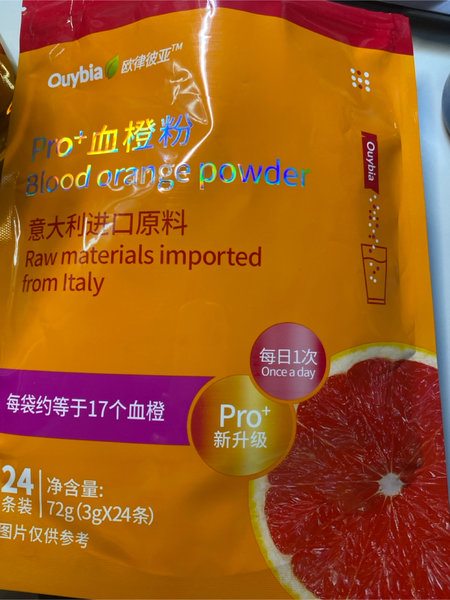 Ouybia 欧律彼亚™
Pro⁺血橙粉
Blood orange powder
Ouybia
意大利进口原料
Raw materials imported
from Italy
每日1次
Once a day
每袋约等于17个血橙
Pro⁺
新升级
24
条装
净含量:
72g (3gX24条)
图片仅供参考